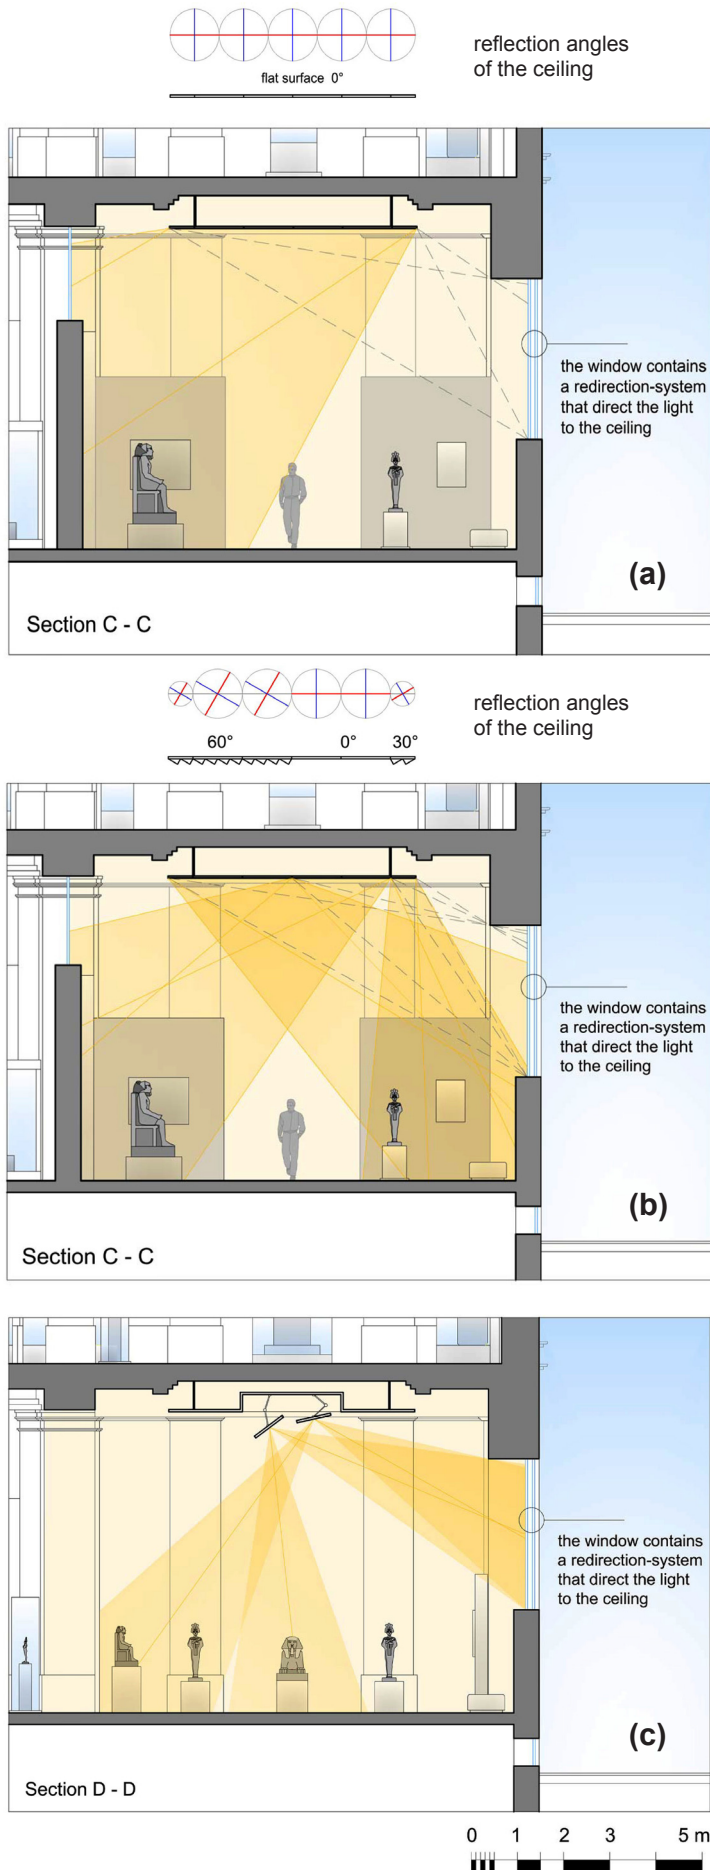 reflection angles
of the ceiling
flat surface 0°
the window contains
a redirection-system
that direct the light
to the ceiling
(a)
Section C - C
reflection angles
of the ceiling
60° 0° 30°
the window contains
a redirection-system
that direct the light
to the ceiling
(b)
Section C - C
the window contains
a redirection-system
that direct the light
to the ceiling
(c)
Section D - D
0 1 2 3 5 m